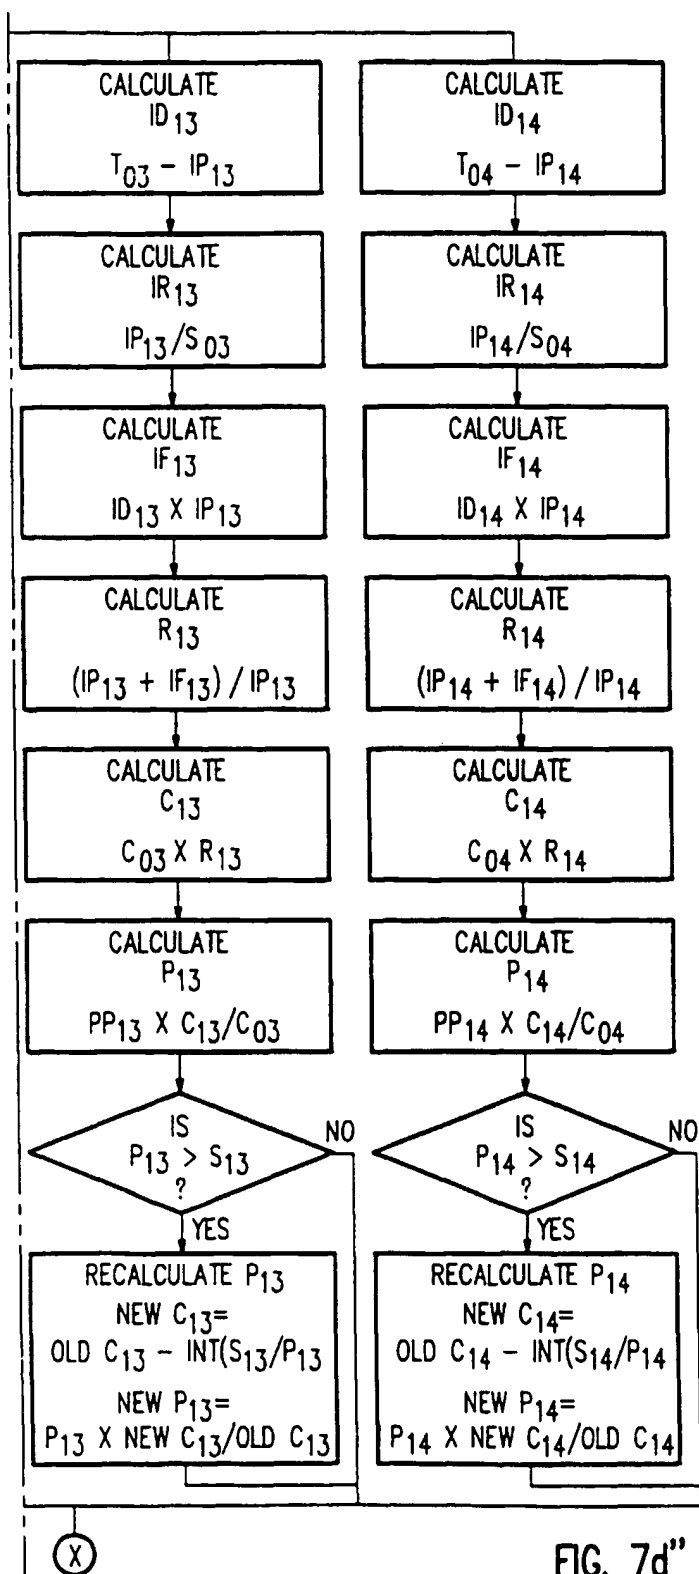 CALCULATE
ID13
T03 - IP13
CALCULATE
IR13
IP13/S03
CALCULATE
IF13
ID13 X IP13
CALCULATE
R13
(IP13 + IF13) / IP13
CALCULATE
C13
C03 X R13
CALCULATE
P13
PP13 X C13/C03
IS
P13 > S13
?
NO
YES
RECALCULATE P13
NEW C13=
OLD C13 - INT(S13/P13
NEW P13=
P13 X NEW C13/OLD C13
CALCULATE
ID14
T04 - IP14
CALCULATE
IR14
IP14/S04
CALCULATE
IF14
ID14 X IP14
CALCULATE
R14
(IP14 + IF14) / IP14
CALCULATE
C14
C04 X R14
CALCULATE
P14
PP14 X C14/C04
IS
P14 > S14
?
NO
YES
RECALCULATE P14
NEW C14=
OLD C14 - INT(S14/P14
NEW P14=
P14 X NEW C14/OLD C14
X
FIG. 7d"